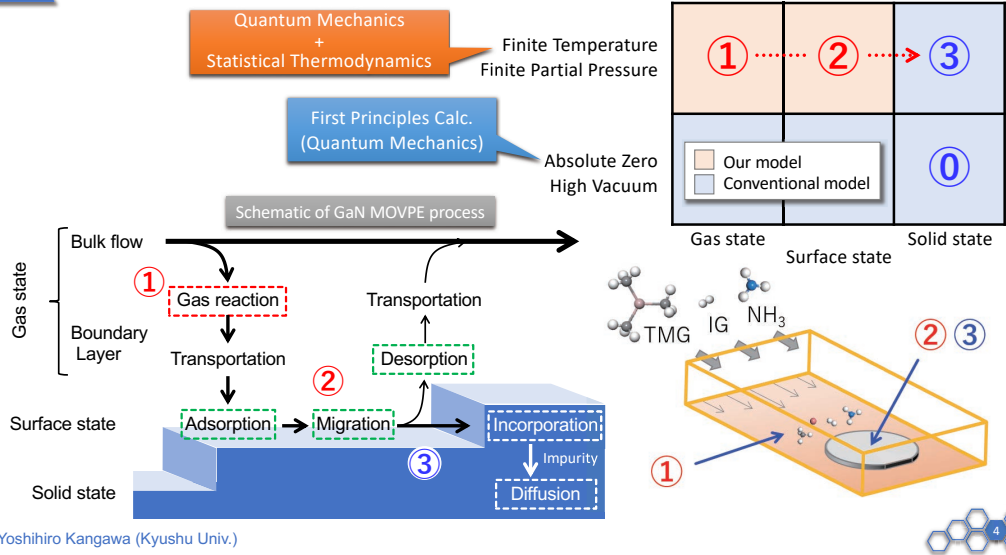 Quantum Mechanics
+
Statistical Thermodynamics
Finite Temperature
Finite Partial Pressure
① ② ③
First Principles Calc.
(Quantum Mechanics)
Absolute Zero
High Vacuum
Our model
Conventional model
⓪
Gas state
Surface state
Solid state
Schematic of GaN MOVPE process
Gas state
Bulk flow
①
Gas reaction
Transportation
Boundary
Layer
Transportation
Desorption
②
Surface state
Adsorption
Migration
Incorporation
③
Impurity
Solid state
Diffusion
TMG
IG
NH₃
② ③
①
Yoshihiro Kangawa (Kyushu Univ.)
4